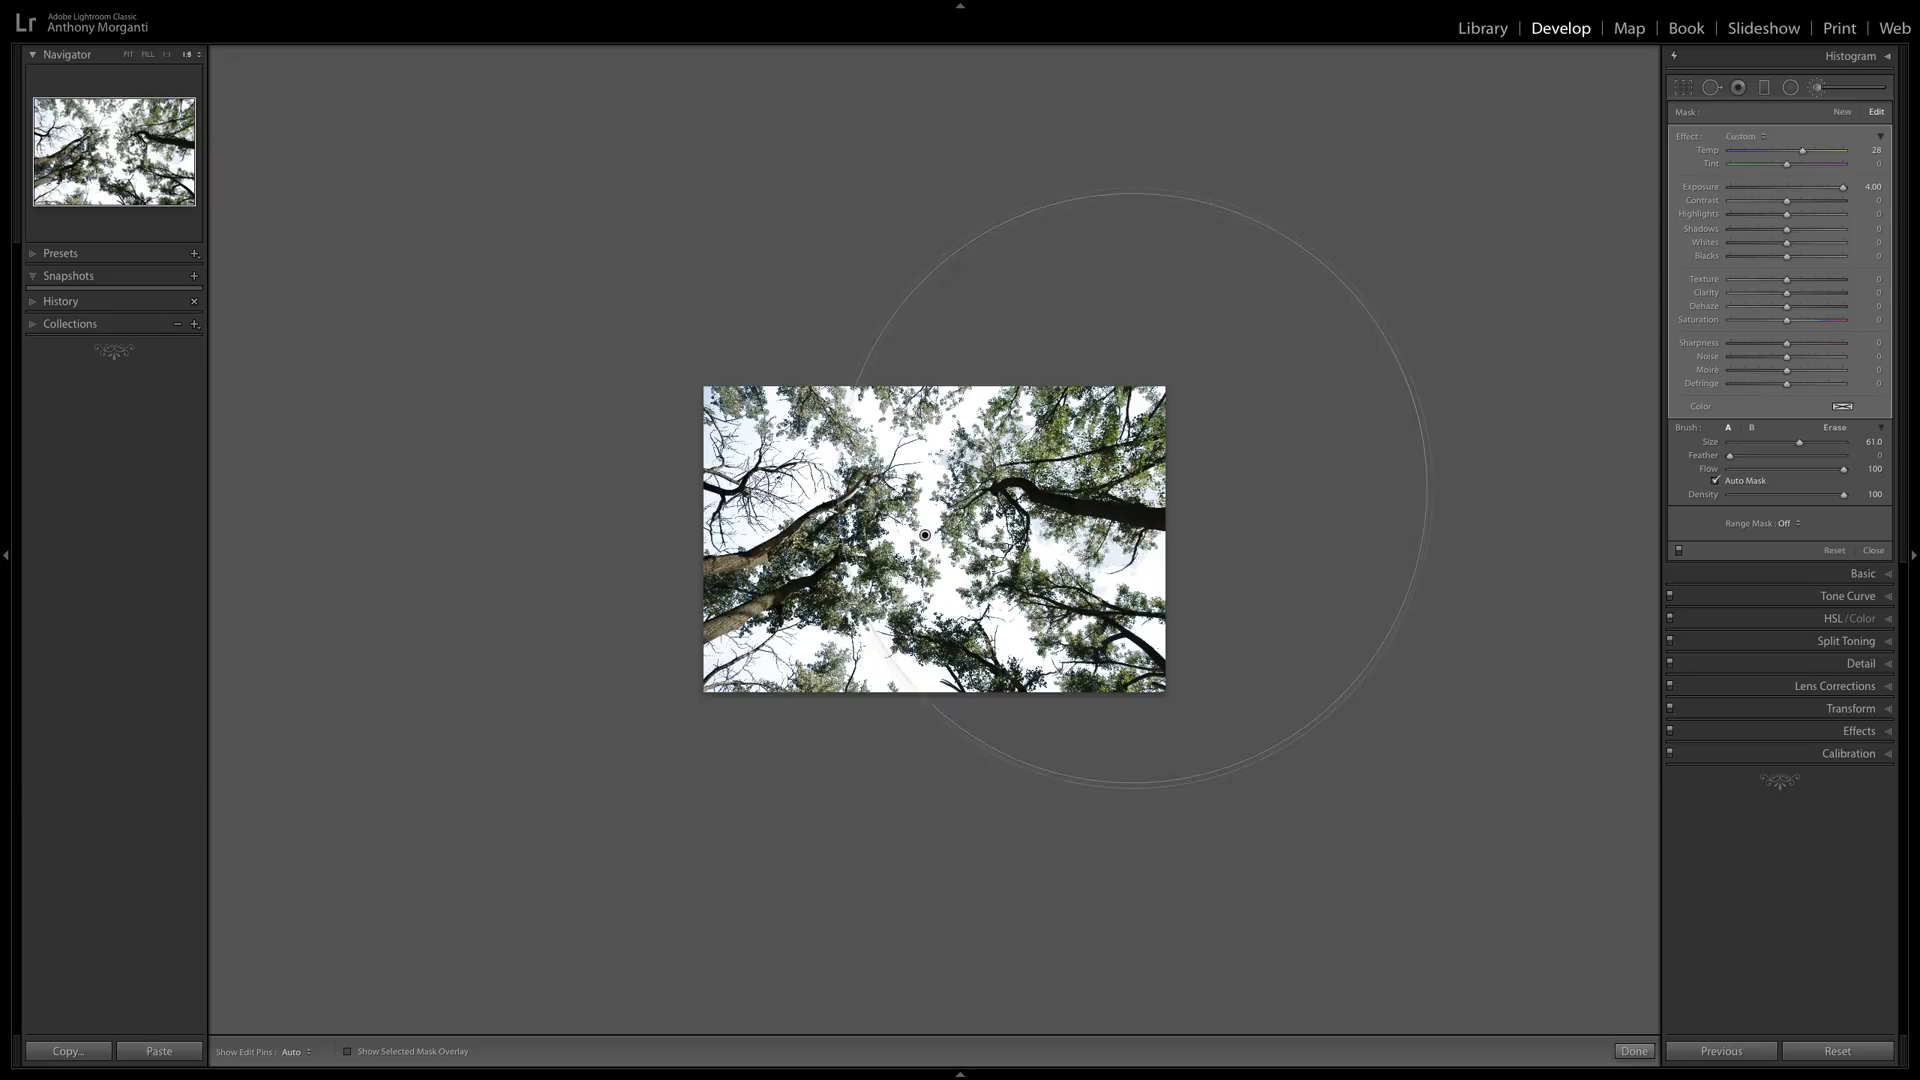 Lr
Adobe Lightroom Classic
Anthony Morganti
Library | Develop | Map | Book | Slideshow | Print | Web
Navigator FIT FILL 1:1 1:8
Presets
Snapshots
History
Collections
Copy... Paste
Show Edit Pins : Auto Show Selected Mask Overlay Done
Histogram
Mask : New Edit
Effect : Custom
Temp 28
Tint 0
Exposure 4.00
Contrast 0
Highlights 0
Shadows 0
Whites 0
Blacks 0
Texture 0
Clarity 0
Dehaze 0
Saturation 0
Sharpness 0
Noise 0
Moiré 0
Defringe 0
Color
Brush : A B Erase
Size 61.0
Feather 0
Flow 100
Auto Mask
Density 100
Range Mask : Off
Reset Close
Basic
Tone Curve
HSL / Color
Split Toning
Detail
Lens Corrections
Transform
Effects
Calibration
Previous Reset